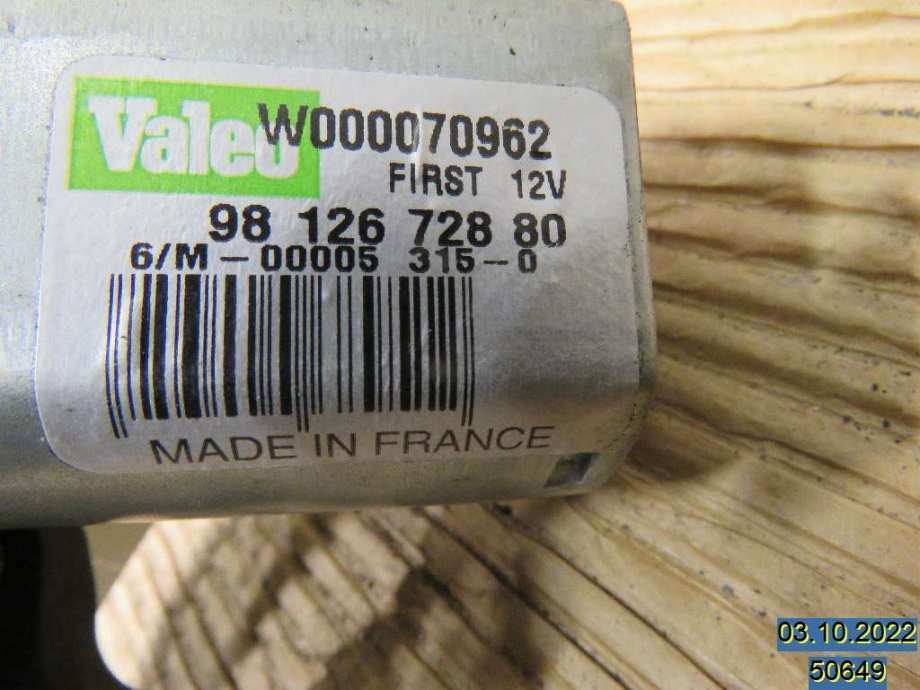 Valeo W000070962
FIRST 12V
98 126 728 80
6/M-00005 315-0
MADE IN FRANCE
03.10.2022
50649